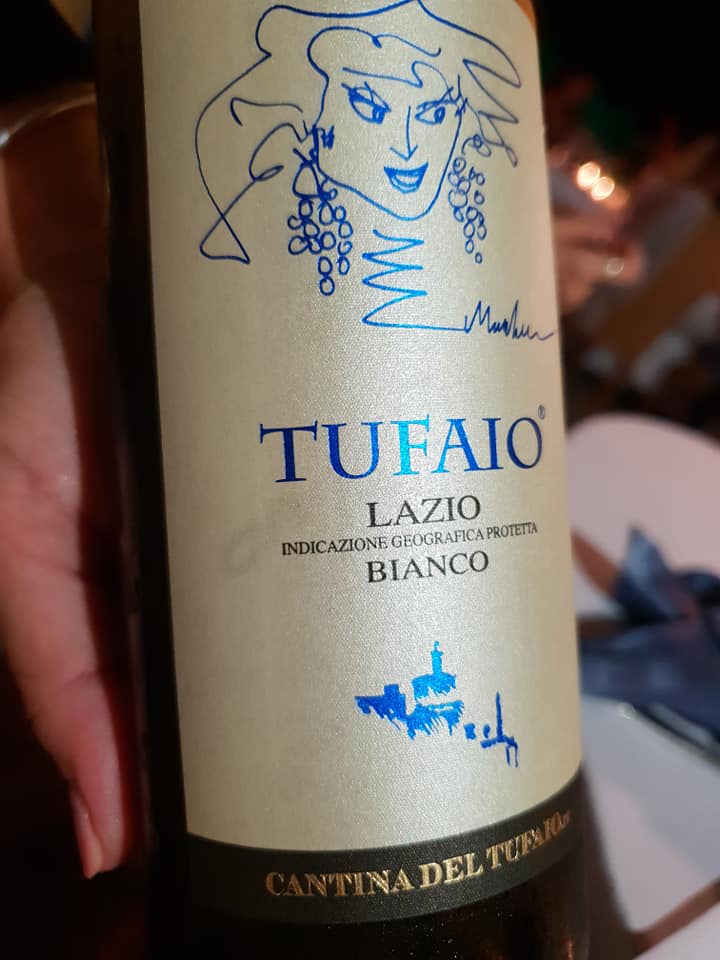 TUFAIO®
LAZIO
INDICAZIONE GEOGRAFICA PROTETTA
BIANCO
CANTINA DEL TUFAIO